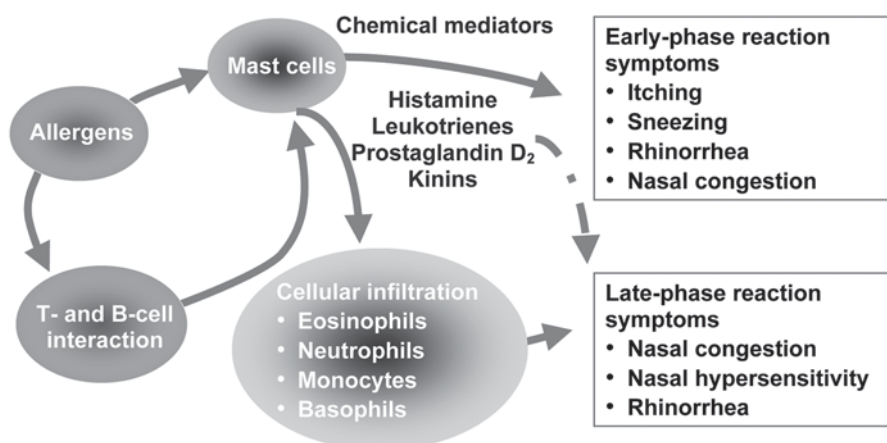 Chemical mediators
Mast cells
Allergens
T- and B-cell
interaction
Histamine
Leukotrienes
Prostaglandin D₂
Kinins
Cellular infiltration
• Eosinophils
• Neutrophils
• Monocytes
• Basophils
Early-phase reaction
symptoms
• Itching
• Sneezing
• Rhinorrhea
• Nasal congestion
Late-phase reaction
symptoms
• Nasal congestion
• Nasal hypersensitivity
• Rhinorrhea